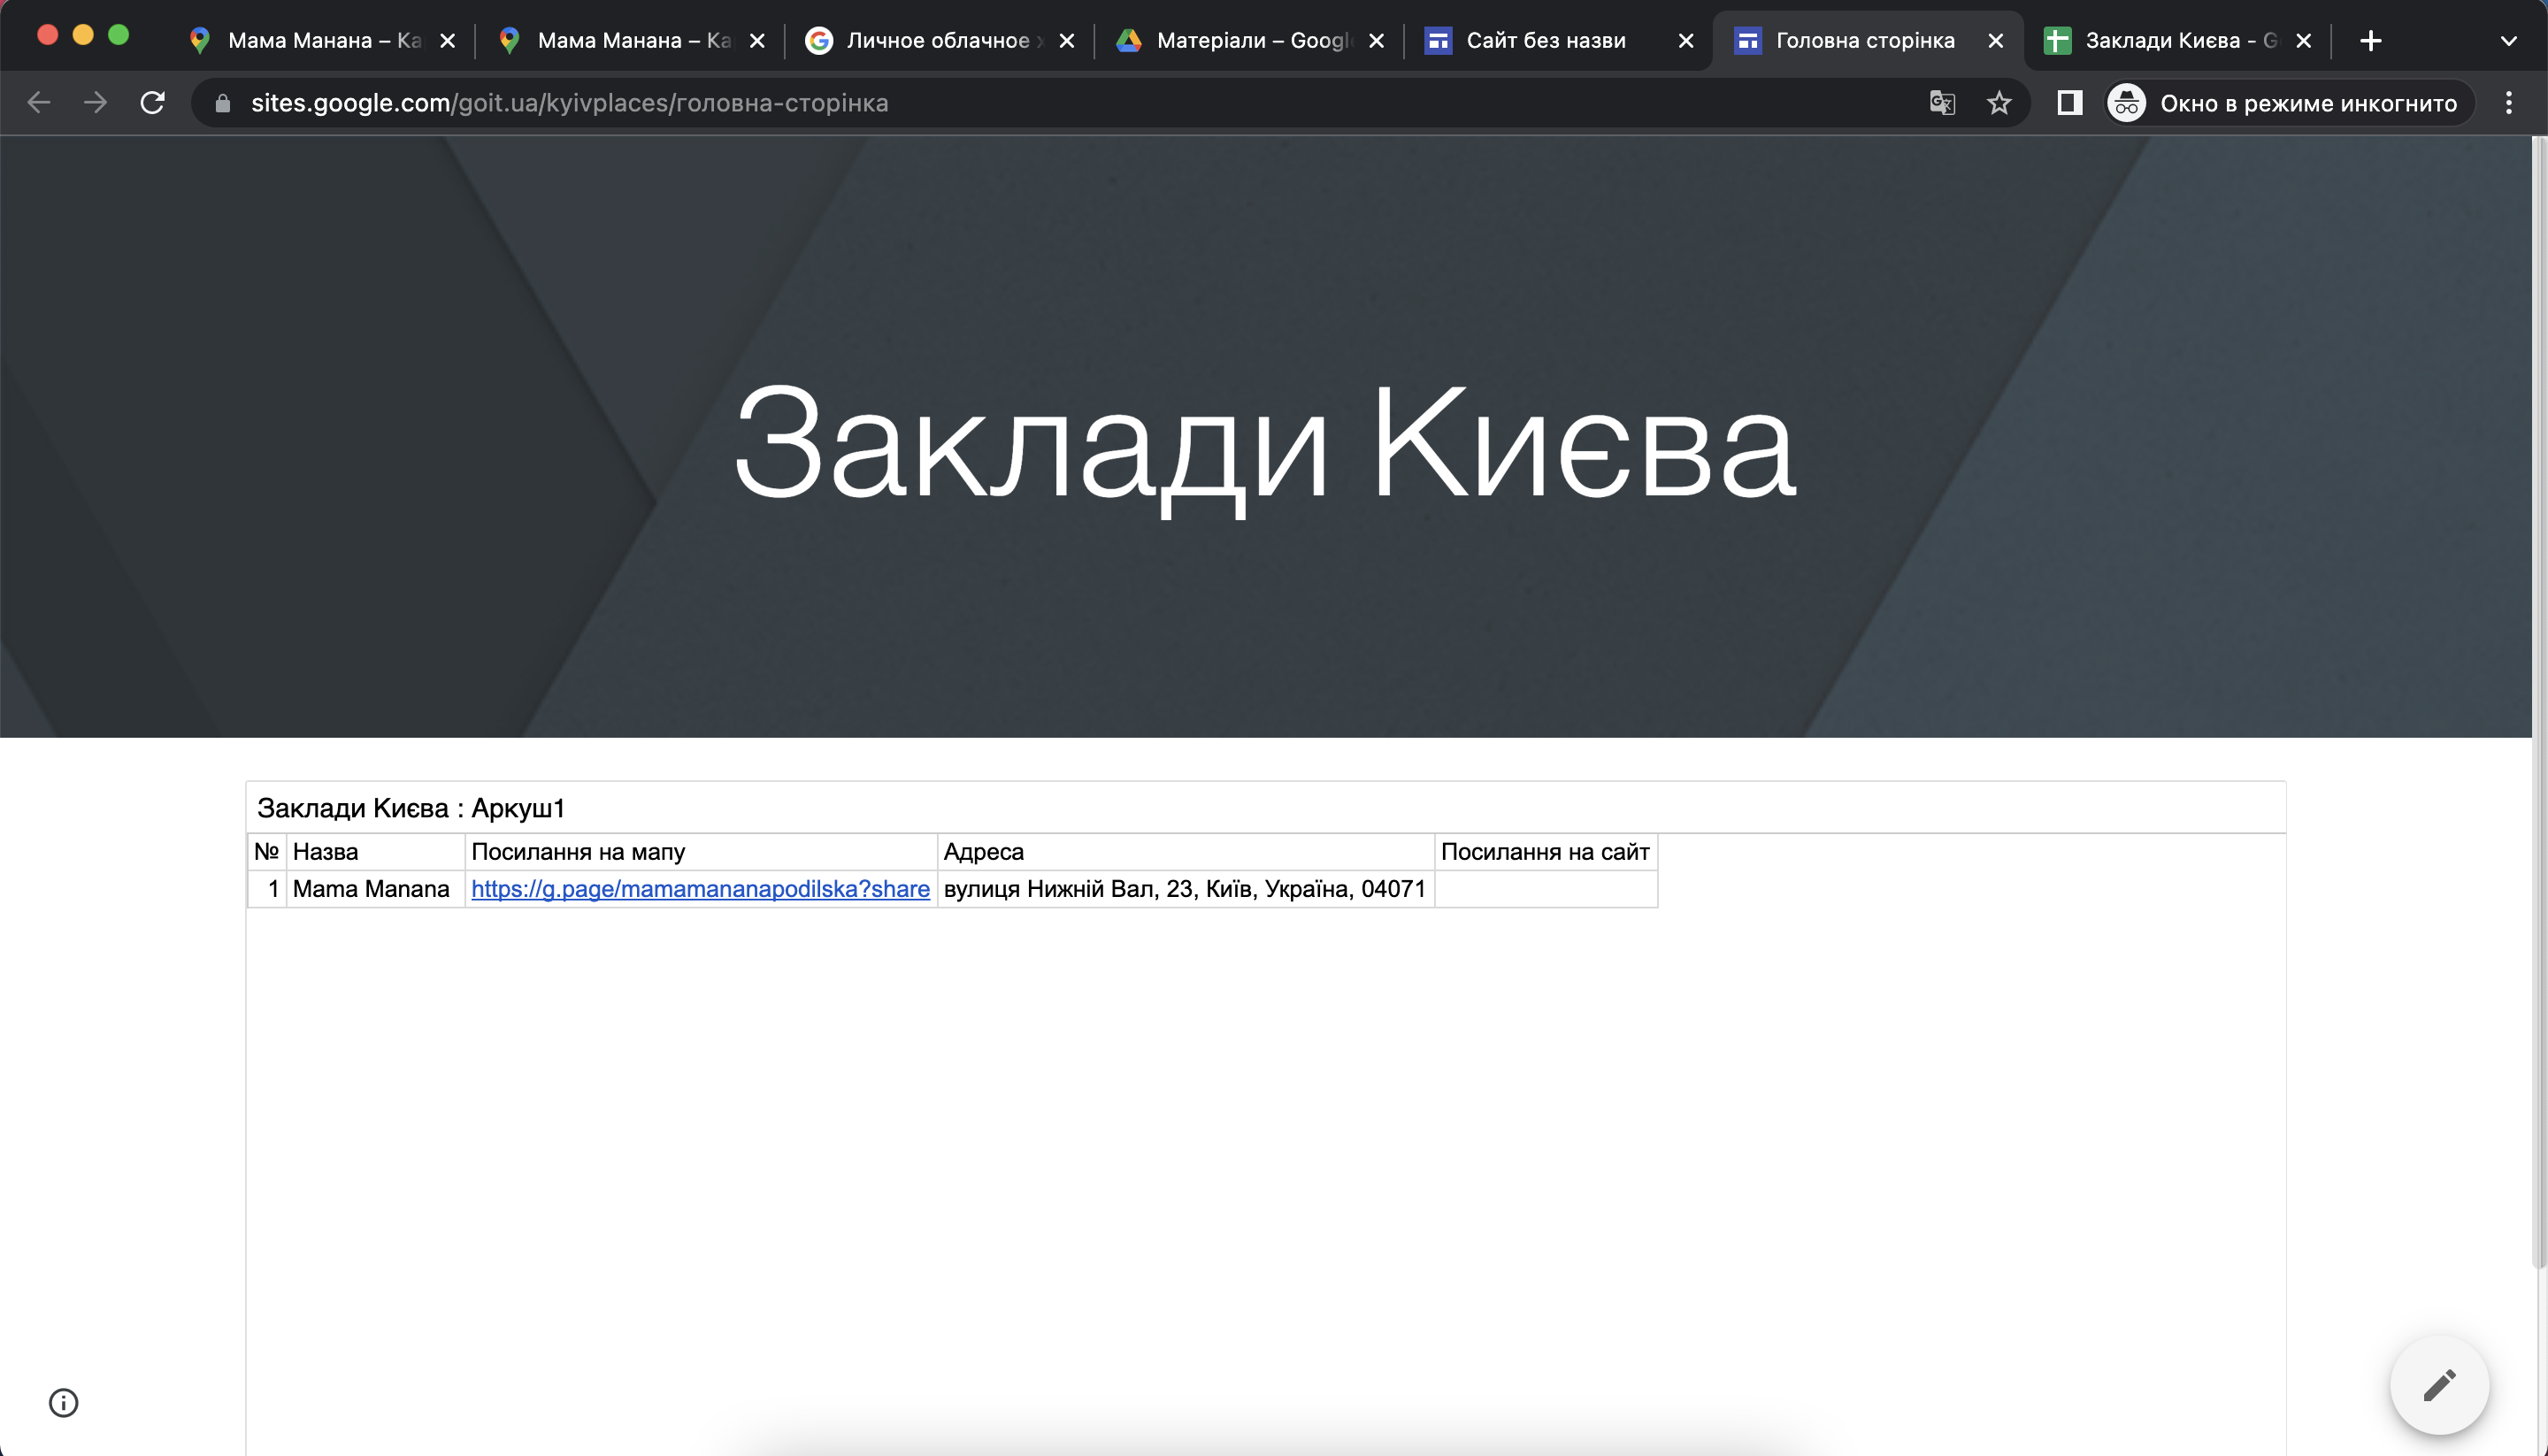 Мама Манана – Ка
Мама Манана – Ка
Личное облачное х
Матеріали – Googl
Сайт без назви
Головна сторінка
Заклади Києва - G
sites.google.com/goit.ua/kyivplaces/головна-сторінка
Окно в режиме инкогнито
Заклади Києва
Заклади Києва : Аркуш1
№ Назва Посилання на мапу Адреса Посилання на сайт
1 Mama Manana https://g.page/mamamananapodilska?share вулиця Нижній Вал, 23, Київ, Україна, 04071